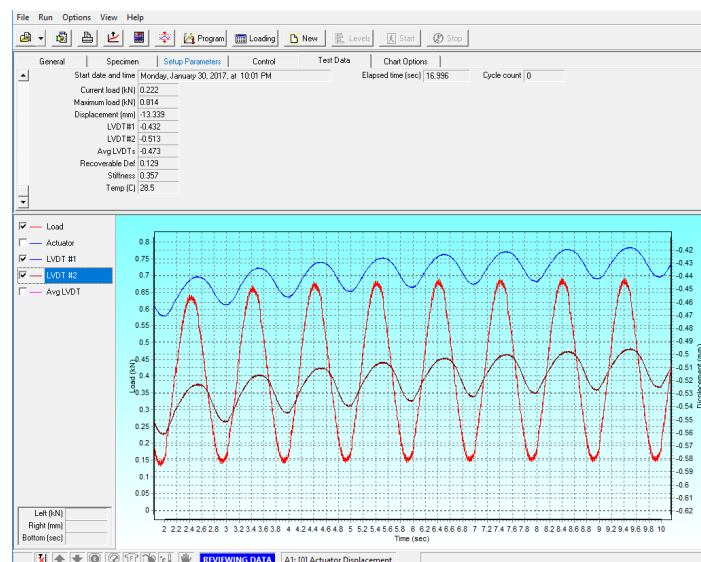 File Run Options View Help
Program Loading New Levels Start Stop
General Specimen Setup Parameters Control Test Data Chart Options
Start date and time Monday, January 30, 2017, at 10:01 PM Elapsed time (sec) 16.996 Cycle count 0
Current load (kN) 0.222
Maximum load (kN) 0.814
Displacement (mm) -13.339
LVDT#1 -0.432
LVDT#2 -0.513
Avg LVDTs -0.473
Recoverable Def 0.129
Stiffness 0.357
Temp (C) 28.5
Load
Actuator
LVDT #1
LVDT #2
Avg LVDT
0.8
0.75
0.7
0.65
0.6
0.55
0.5
0.45
0.4
0.35
0.3
0.25
0.2
0.15
0.1
0.05
0
Load (kN)
-0.42
-0.43
-0.44
-0.45
-0.46
-0.47
-0.48
-0.49
-0.5
-0.51
-0.52
-0.53
-0.54
-0.55
-0.56
-0.57
-0.58
-0.59
-0.6
-0.61
-0.62
Displacement (mm)
2 2.2 2.4 2.6 2.8 3 3.2 3.4 3.6 3.8 4 4.2 4.4 4.6 4.8 5 5.2 5.4 5.6 5.8 6 6.2 6.4 6.6 6.8 7 7.2 7.4 7.6 7.8 8 8.2 8.4 8.6 8.8 9 9.2 9.4 9.6 9.8 10
Time (sec)
Left (kN)
Right (mm)
Bottom (sec)
REVIEWING DATA A1: [0] Actuator Displacement